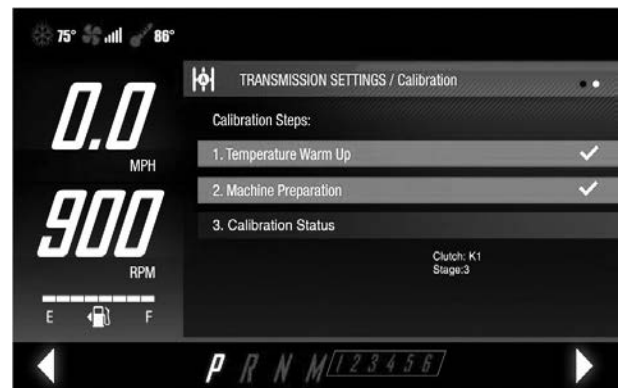 75° 86°
TRANSMISSION SETTINGS / Calibration
0.0
MPH
Calibration Steps:
1. Temperature Warm Up
2. Machine Preparation
3. Calibration Status
Clutch: K1
Stage:3
900
RPM
E F
P R N M 1 2 3 4 5 6